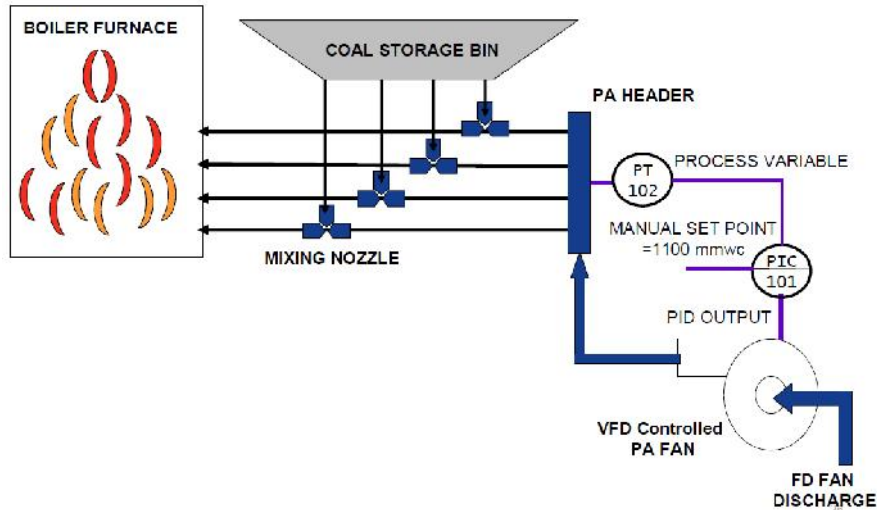 BOILER FURNACE
COAL STORAGE BIN
PA HEADER
PT
102
PROCESS VARIABLE
MANUAL SET POINT
=1100 mmwc
PIC
101
MIXING NOZZLE
PID OUTPUT
VFD Controlled
PA FAN
FD FAN
DISCHARGE